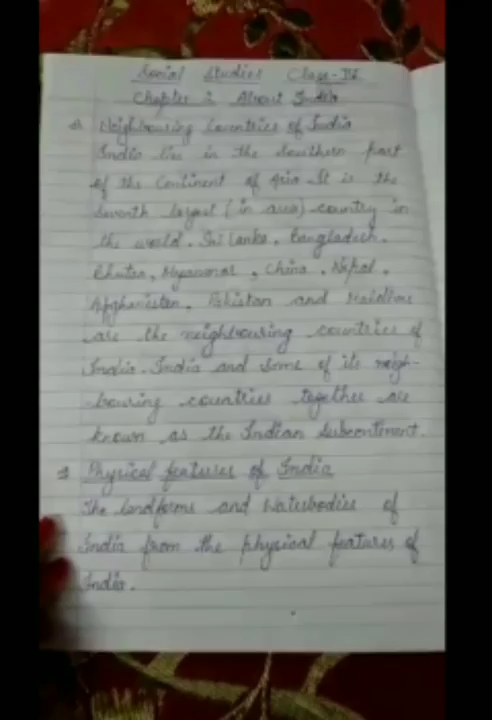 Social Studies Class-IV
Chapter 2 About India
Neighbouring Countries of India
India lies in the Southern part
of the Continent of Asia. It is the
Seventh largest (in area) country in
the world. Sri Lanka, Bangladesh,
Bhutan, Myanmar, China, Nepal,
Afghanistan, Pakistan and Maldives
are the neighbouring countries of
India. India and some of its neigh-
-bouring countries together are
known as the Indian Subcontinent.
Physical features of India
The landforms and Waterbodies of
India from the physical features of
India.